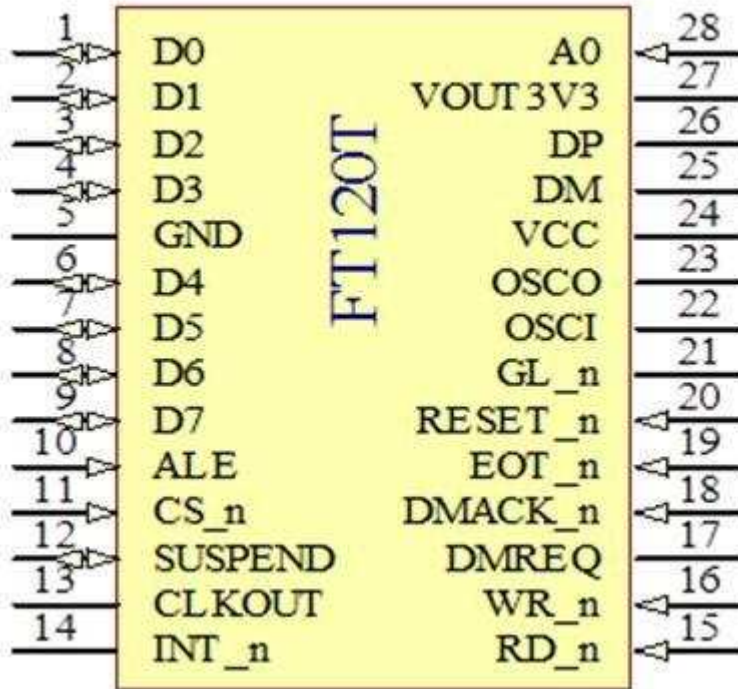 1 D0 A0 28
2 D1 VOUT3V3 27
3 D2 DP 26
4 D3 DM 25
5 GND VCC 24
6 D4 OSCO 23
7 D5 OSCI 22
8 D6 GL_n 21
9 D7 RESET_n 20
10 ALE EOT_n 19
11 CS_n DMACK_n 18
12 SUSPEND DMREQ 17
13 CLKOUT WR_n 16
14 INT_n RD_n 15
FT120T